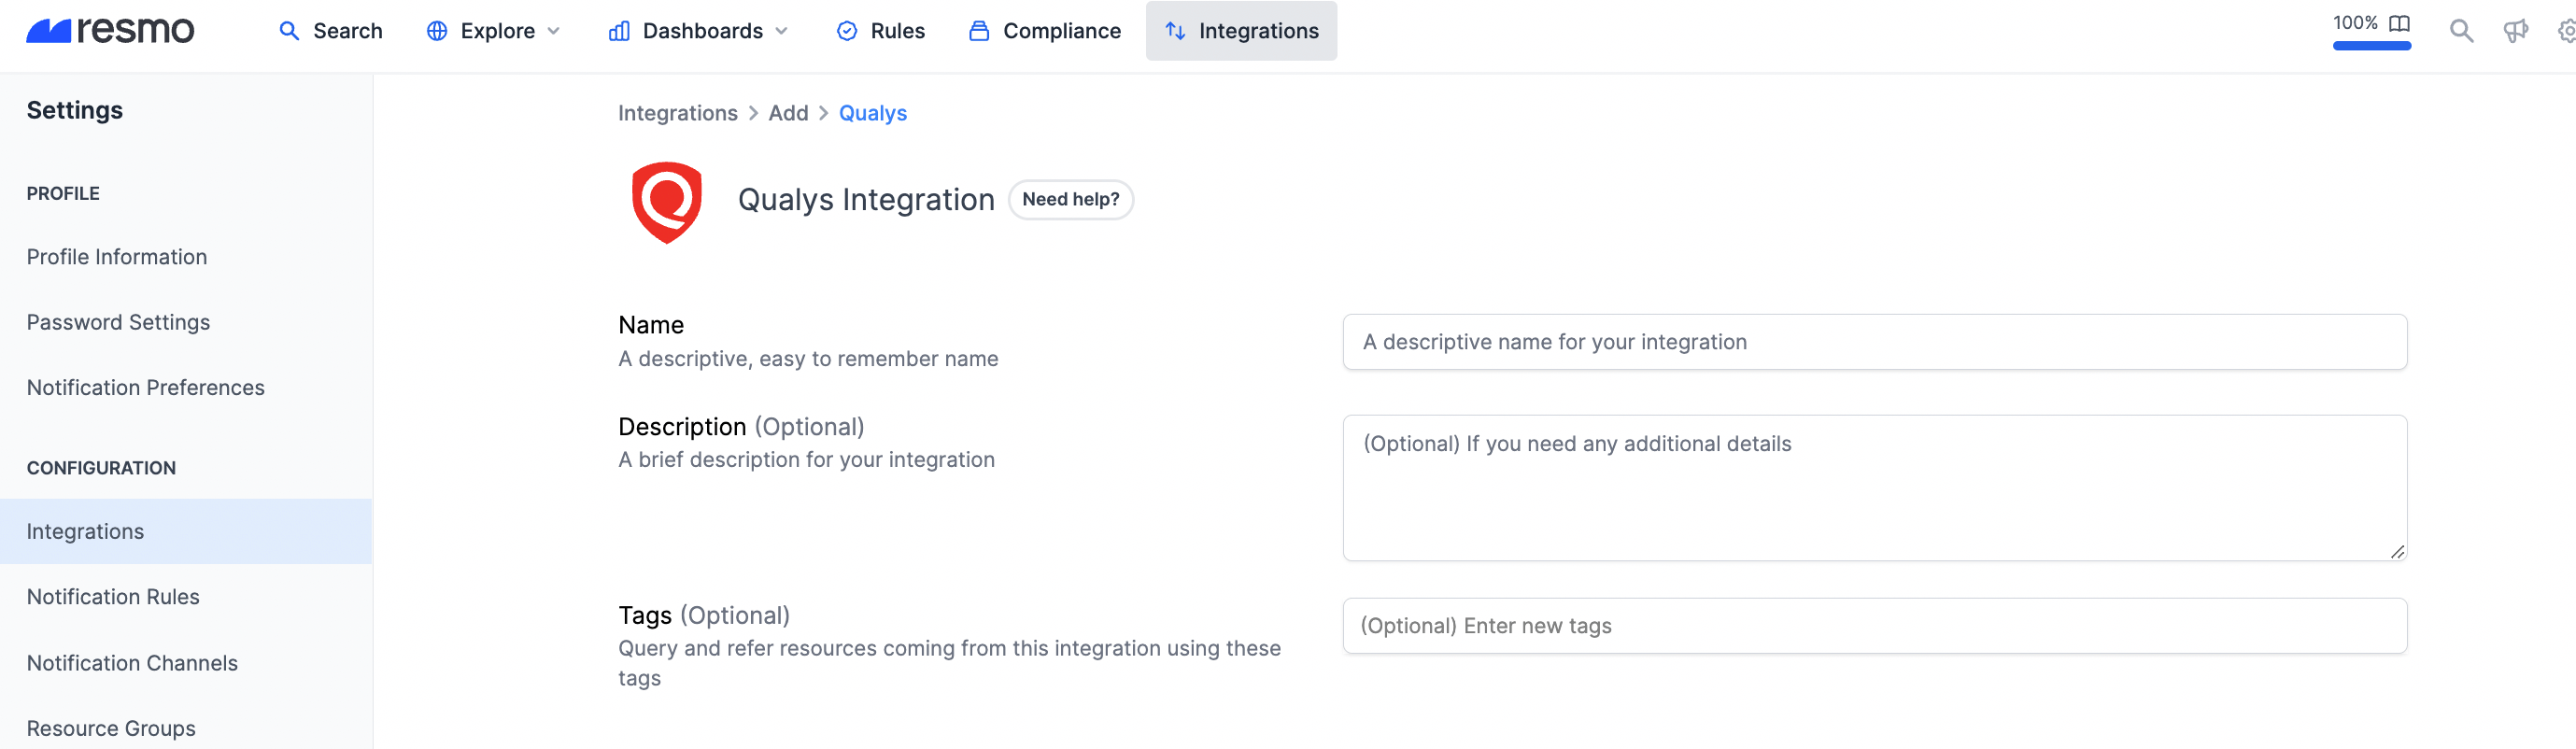 resmo
Search
Explore
Dashboards
Rules
Compliance
Integrations
100%
Settings
PROFILE
Profile Information
Password Settings
Notification Preferences
CONFIGURATION
Integrations
Notification Rules
Notification Channels
Resource Groups
Integrations > Add > Qualys
Qualys Integration Need help?
Name
A descriptive, easy to remember name
A descriptive name for your integration
Description (Optional)
A brief description for your integration
(Optional) If you need any additional details
Tags (Optional)
Query and refer resources coming from this integration using these
tags
(Optional) Enter new tags